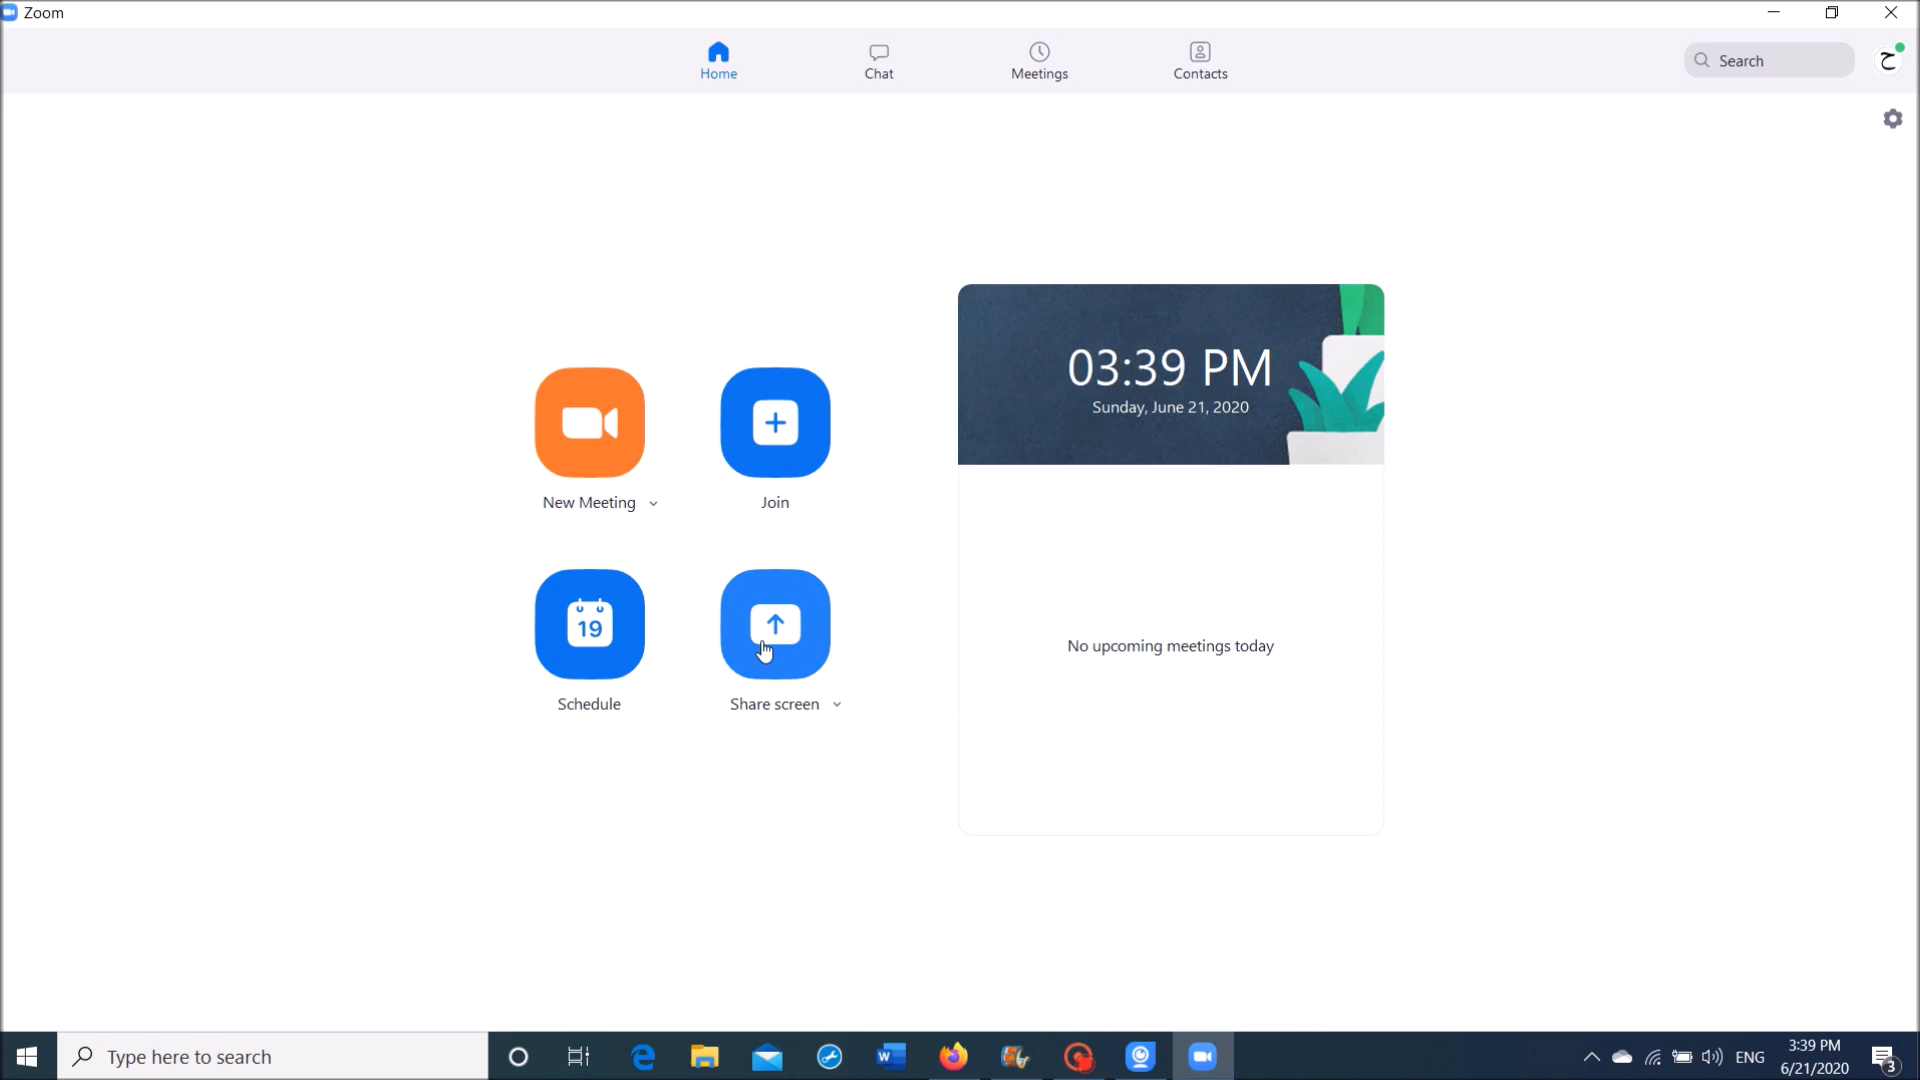 Zoom
Home
Chat
Meetings
Contacts
Search
ح
03:39 PM
Sunday, June 21, 2020
New Meeting
Join
19
Schedule
Share screen
No upcoming meetings today
Type here to search
ENG
3:39 PM
6/21/2020
3